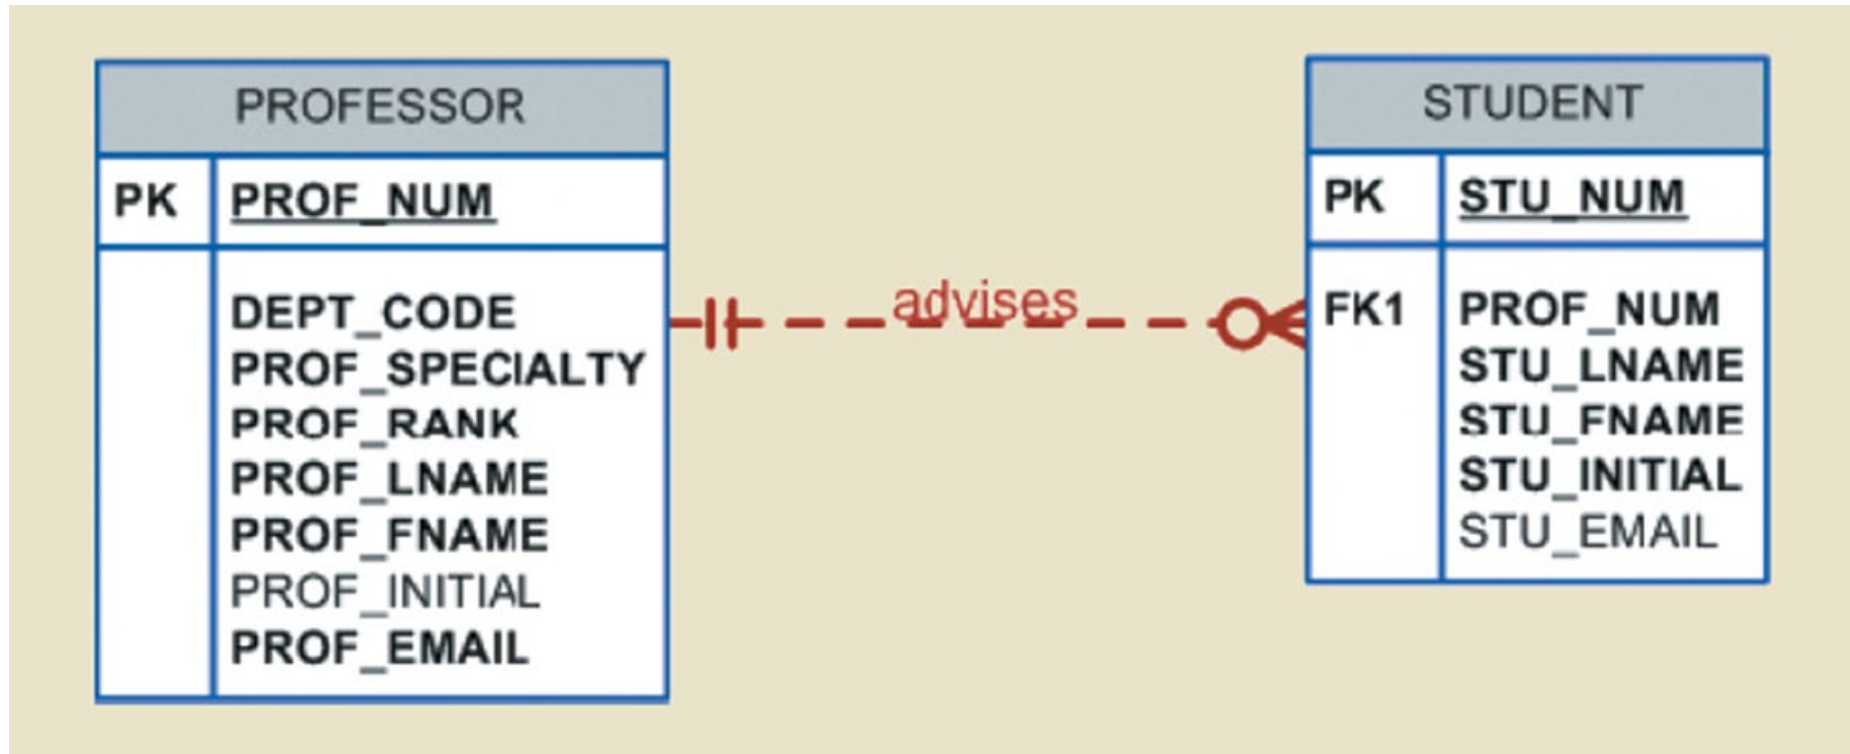 PROFESSOR
PK PROF_NUM
DEPT_CODE
PROF_SPECIALTY
PROF_RANK
PROF_LNAME
PROF_FNAME
PROF_INITIAL
PROF_EMAIL
advises
STUDENT
PK STU_NUM
FK1 PROF_NUM
STU_LNAME
STU_FNAME
STU_INITIAL
STU_EMAIL